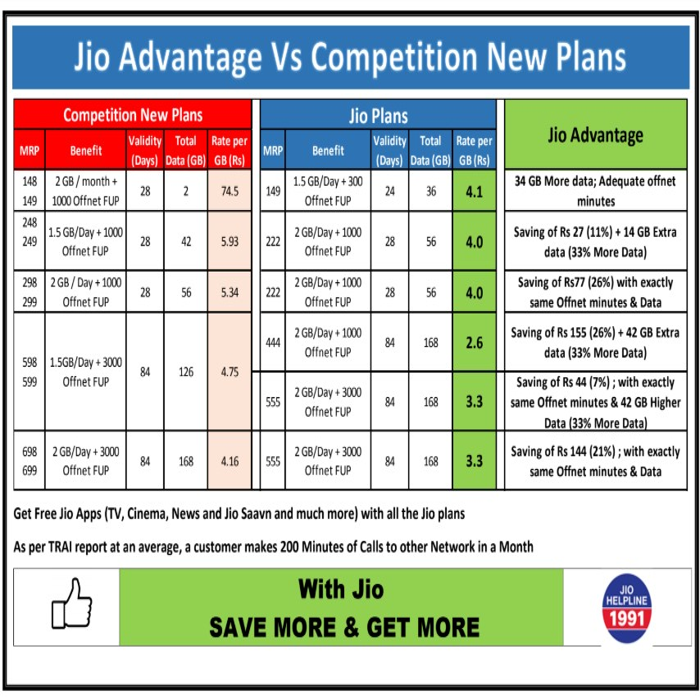 Jio Advantage Vs Competition New Plans
Competition New Plans
Jio Plans
Jio Advantage
MRP
Benefit
Validity
(Days)
Total
Data (GB)
Rate per
GB (Rs)
MRP
Benefit
Validity
(Days)
Total
Data (GB)
Rate per
GB (Rs)
148
149
2 GB / month +
1000 Offnet FUP
28
2
74.5
149
1.5 GB/Day + 300
Offnet FUP
24
36
4.1
34 GB More data; Adequate offnet
minutes
248
249
1.5 GB/Day + 1000
Offnet FUP
28
42
5.93
222
2 GB/Day + 1000
Offnet FUP
28
56
4.0
Saving of Rs 27 (11%) + 14 GB Extra
data (33% More Data)
298
299
2 GB / Day + 1000
Offnet FUP
28
56
5.34
222
2 GB/Day + 1000
Offnet FUP
28
56
4.0
Saving of Rs77 (26%) with exactly
same Offnet minutes & Data
598
599
1.5GB/Day + 3000
Offnet FUP
84
126
4.75
444
2 GB/Day + 1000
Offnet FUP
84
168
2.6
Saving of Rs 155 (26%) + 42 GB Extra
data (33% More Data)
555
2 GB/Day + 3000
Offnet FUP
84
168
3.3
Saving of Rs 44 (7%) ; with exactly
same Offnet minutes & 42 GB Higher
Data (33% More Data)
698
699
2 GB/Day + 3000
Offnet FUP
84
168
4.16
555
2 GB/Day + 3000
Offnet FUP
84
168
3.3
Saving of Rs 144 (21%) ; with exactly
same Offnet minutes & Data
Get Free Jio Apps (TV, Cinema, News and Jio Saavn and much more) with all the Jio plans
As per TRAI report at an average, a customer makes 200 Minutes of Calls to other Network in a Month
With Jio
SAVE MORE & GET MORE
JIO
HELPLINE
1991